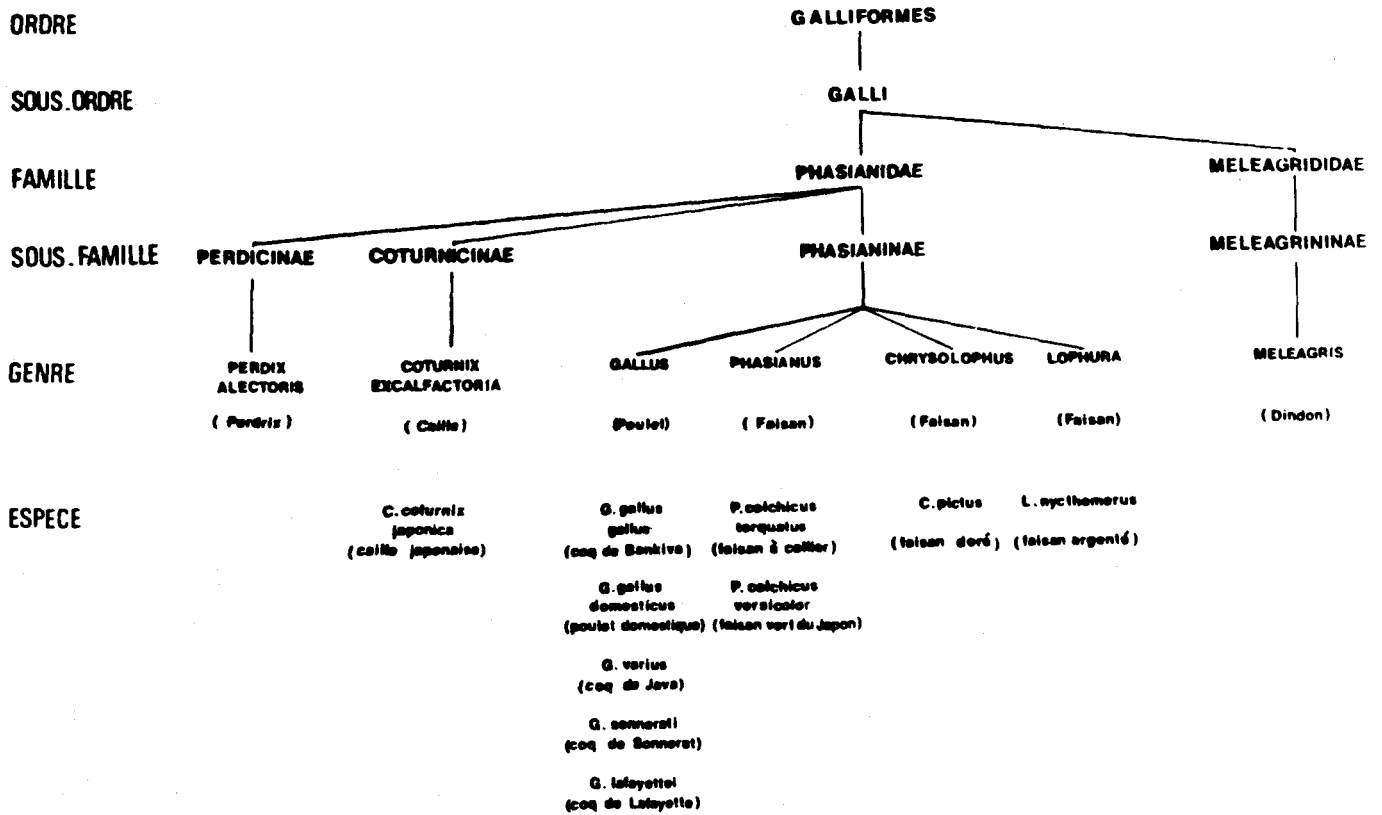 ORDRE GALLIFORMES
SOUS.ORDRE GALLI
FAMILLE PHASIANIDAE MELEAGRIDIDAE
SOUS.FAMILLE PERDICINAE COTURNICINAE PHASIANINAE MELEAGRININAE
GENRE PERDIX COTURNIX GALLUS PHASIANUS CHRYSOLOPHUS LOPHURA MELEAGRIS
ALECTORIS EXCALFACTORIA
(Perdrix) (Caille) (Poulet) (Faisan) (Faisan) (Faisan) (Dindon)
ESPECE C.coturnix G.gallus P.colchicus C.pictus L.nycthemerus
japonica gallus torquatus
(caille japonaise) (coq de Bankiva) (faisan à collier) (faisan doré) (faisan argenté)
G.gallus P.colchicus
domesticus versicolor
(poulet domestique) (faisan vert du Japon)
G. varius
(coq de Java)
G. sonnerati
(coq de Sonnerat)
G. lafayettei
(coq de Lafayette)